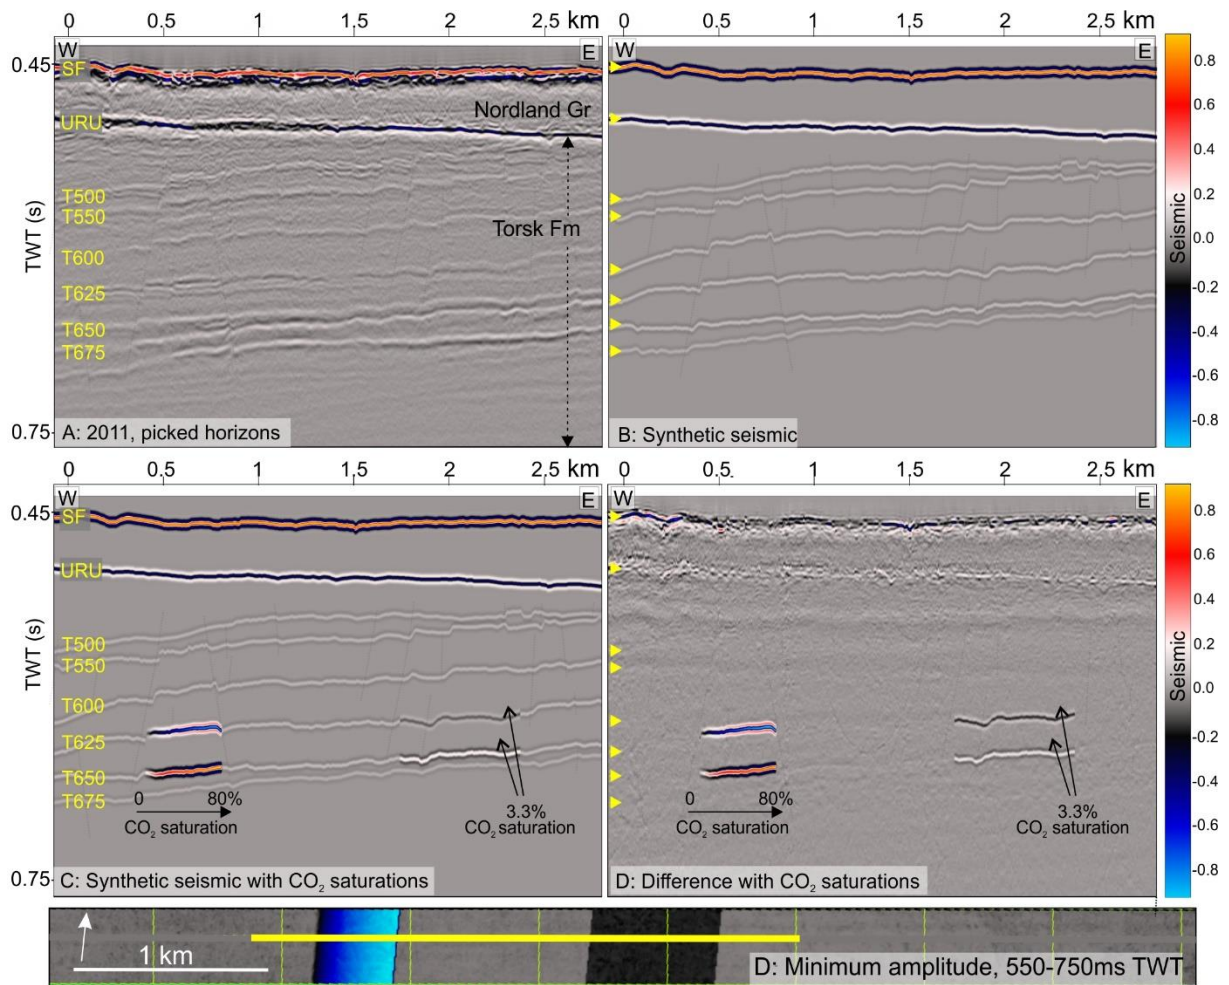 0 0.5 1 1.5 2 2.5 km
0 0.5 1 1.5 2 2.5 km
W E
W E
0.45
SF
URU
Nordland Gr
T500
T550
Torsk Fm
T600
T625
T650
T675
TWT (s)
0.75
A: 2011, picked horizons
B: Synthetic seismic
0.8
0.6
0.4
0.2
0.0
-0.2
-0.4
-0.6
-0.8
Seismic
0 0.5 1 1.5 2 2.5 km
0 0.5 1 1.5 2 2.5 km
W E
W E
0.45
SF
URU
T500
T550
T600
T625
T650
T675
TWT (s)
0.75
0 80%
CO₂ saturation
3.3%
CO₂ saturation
C: Synthetic seismic with CO₂ saturations
0 80%
CO₂ saturation
3.3%
CO₂ saturation
D: Difference with CO₂ saturations
0.8
0.6
0.4
0.2
0.0
-0.2
-0.4
-0.6
-0.8
Seismic
1 km
D: Minimum amplitude, 550-750ms TWT